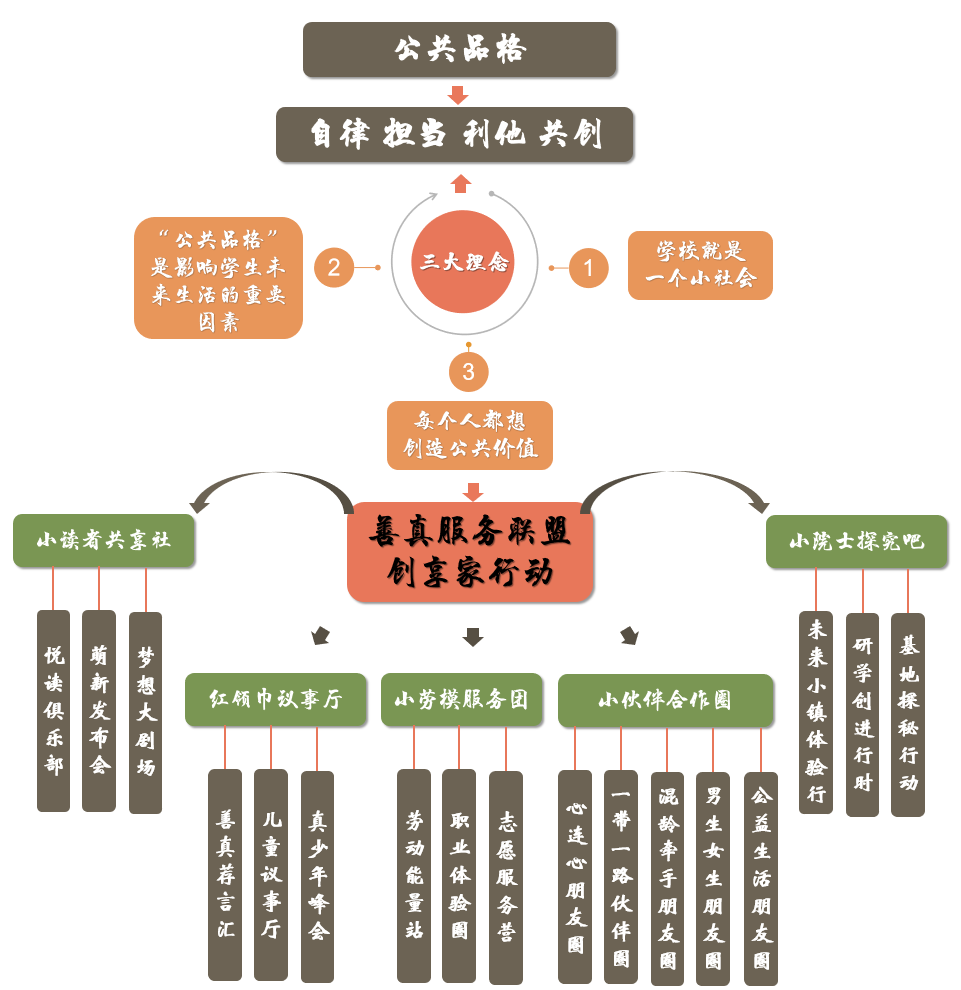 公共品格
自律 担当 利他 共创
三大理念
1
学校就是
一个小社会
2
“公共品格”
是影响学生未
来生活的重要
因素
3
每个人都想
创造公共价值
善真服务联盟
创享家行动
小读者共享社
悦读俱乐部
萌新发布会
梦想大剧场
红领巾议事厅
善真荐言汇
儿童议事厅
真少年峰会
小劳模服务团
劳动能量站
职业体验圈
志愿服务营
小伙伴合作圈
心连心朋友圈
一带一路伙伴圈
混龄牵手朋友圈
男生女生朋友圈
公益生活朋友圈
小院士探究吧
未来小镇体验行
研学创进行时
基地探秘行动